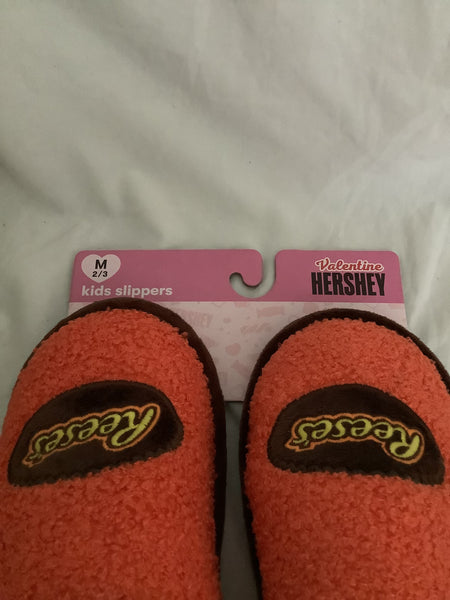 M
2/3
kids slippers
Valentine
HERSHEY
Reese's
Reese's